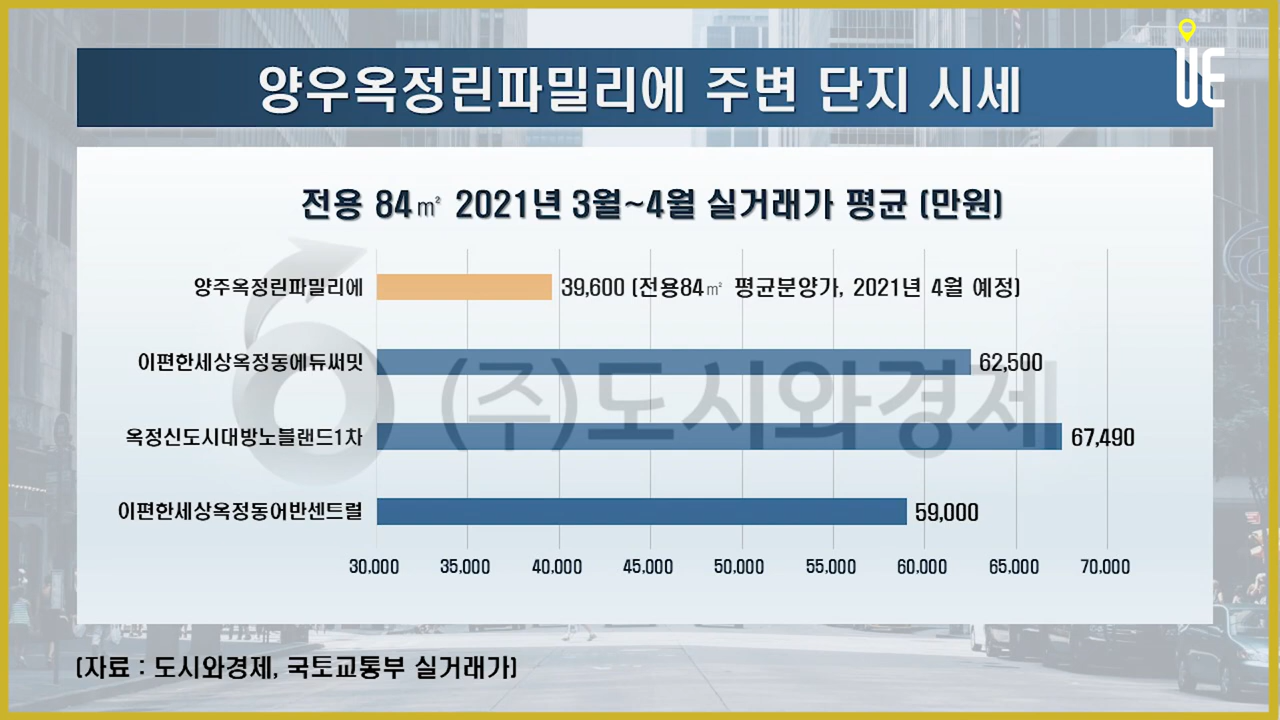 양우옥정린파밀리에 주변 단지 시세
UE
전용 84㎡ 2021년 3월~4월 실거래가 평균 (만원)
양주옥정린파밀리에
39,600 (전용84㎡ 평균분양가, 2021년 4월 예정)
이편한세상옥정동에듀써밋
62,500
(주)도시와경제
옥정신도시대방노블랜드1차
67,490
이편한세상옥정동어반센트럴
59,000
30,000 35,000 40,000 45,000 50,000 55,000 60,000 65,000 70,000
(자료 : 도시와경제, 국토교통부 실거래가)